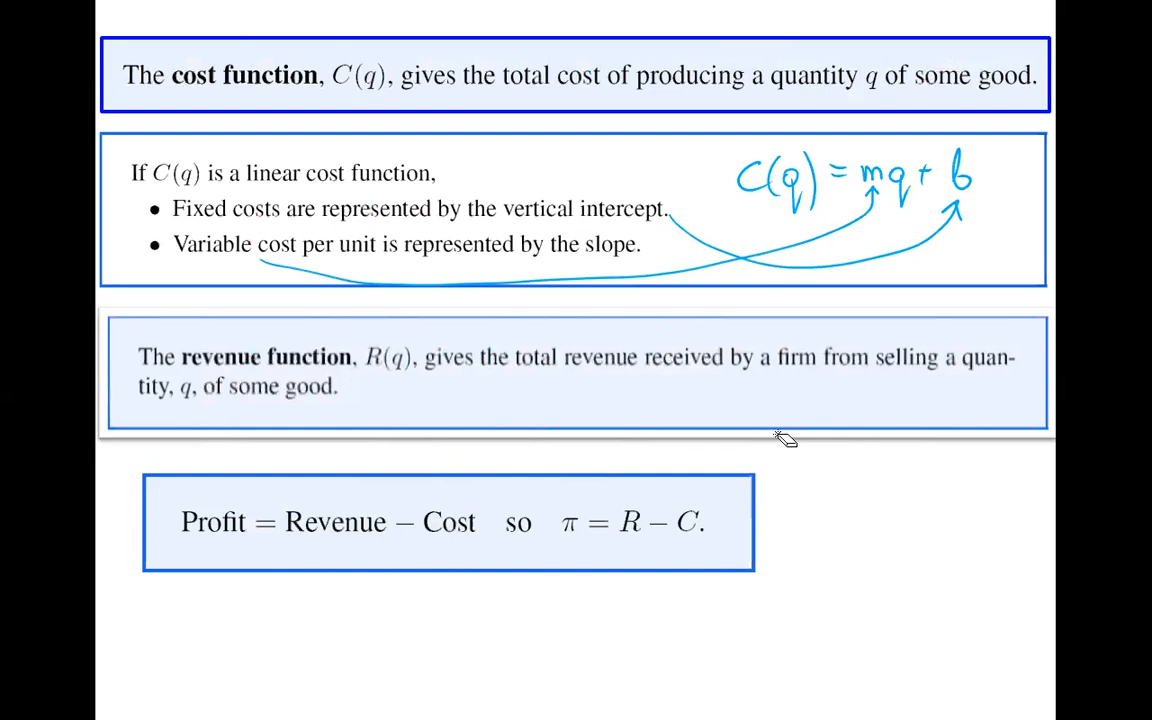 The cost function, C(q), gives the total cost of producing a quantity q of some good.
If C(q) is a linear cost function,
C(q) = mq + b
• Fixed costs are represented by the vertical intercept.
• Variable cost per unit is represented by the slope.
The revenue function, R(q), gives the total revenue received by a firm from selling a quan-
tity, q, of some good.
Profit = Revenue − Cost so π = R − C.